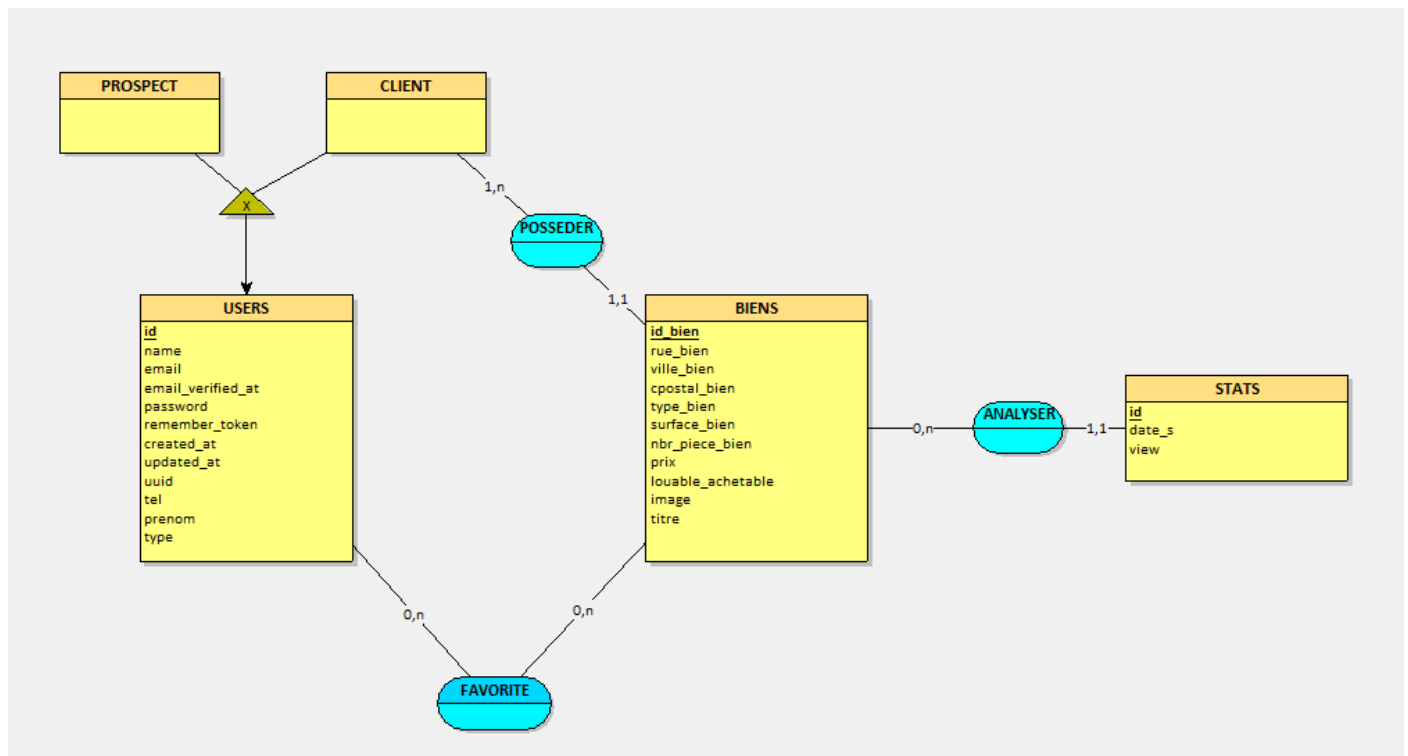 PROSPECT
CLIENT
X
1,n
POSSEDER
1,1
USERS
id
name
email
email_verified_at
password
remember_token
created_at
updated_at
uuid
tel
prenom
type
BIENS
id_bien
rue_bien
ville_bien
cpostal_bien
type_bien
surface_bien
nbr_piece_bien
prix
louable_achetable
image
titre
0,n
ANALYSER
1,1
STATS
id
date_s
view
0,n
0,n
FAVORITE